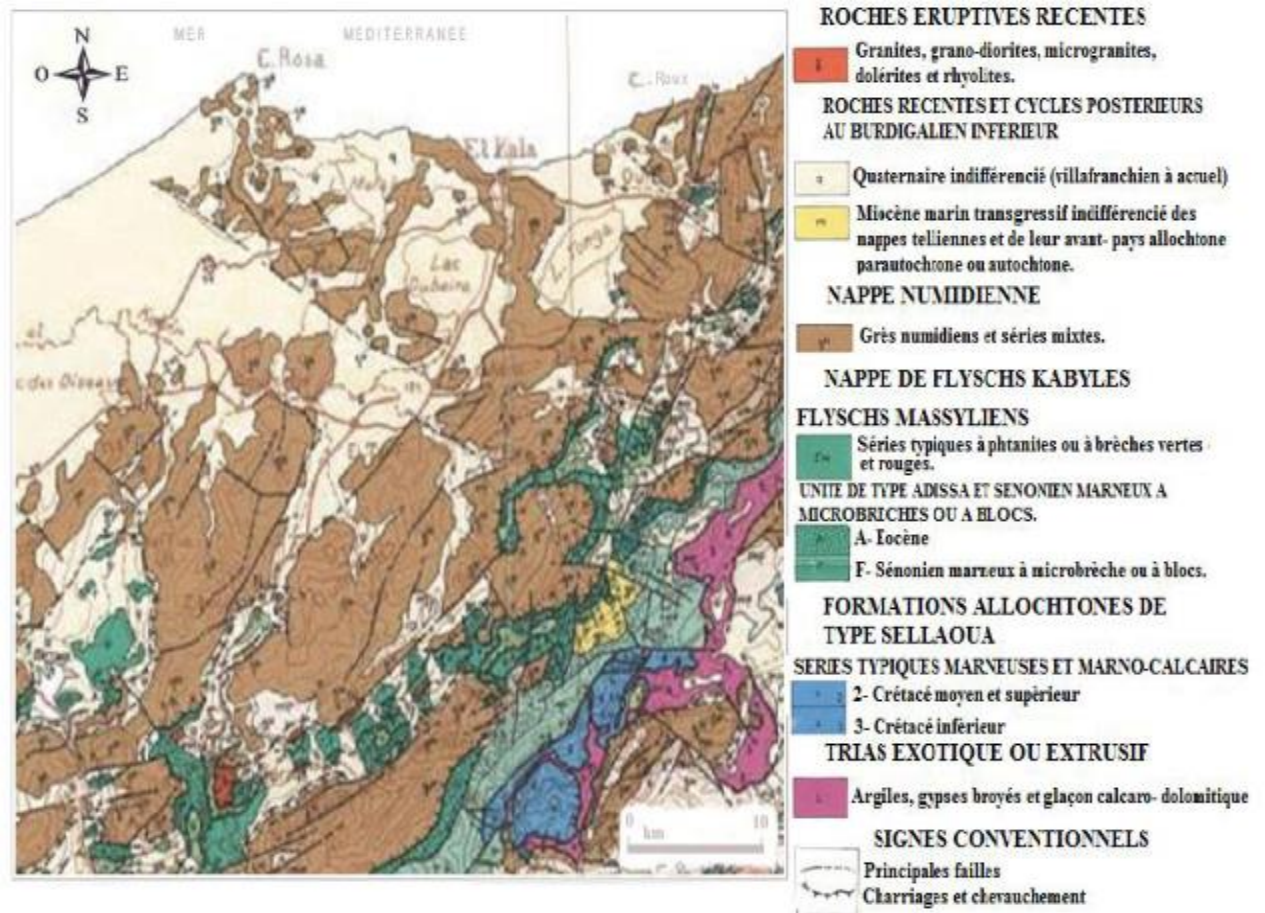 MER MEDITERRANEE
N
O E
S
C. Rosa
C. Roux
El Kala
Lac
Oubeira
L. Tonga
0 10
km
ROCHES ERUPTIVES RECENTES
Granites, grano-diorites, microgranites,
dolérites et rhyolites.
ROCHES RECENTES ET CYCLES POSTERIEURS
AU BURDIGALIEN INFERIEUR
Quaternaire indifférencié (villafranchien à actuel)
Miocène marin transgressif indifférencié des
nappes telliennes et de leur avant- pays allochtone
parautochtone ou autochtone.
NAPPE NUMIDIENNE
Grès numidiens et séries mixtes.
NAPPE DE FLYSCHS KABYLES
FLYSCHS MASSYLIENS
Séries typiques à phtanites ou à brèches vertes
et rouges.
UNITE DE TYPE ADISSA ET SENONIEN MARNEUX A
MICROBRICHES OU A BLOCS.
A- Eocène
F- Sénonien marneux à microbrèche ou à blocs.
FORMATIONS ALLOCHTONES DE
TYPE SELLAOUA
SERIES TYPIQUES MARNEUSES ET MARNO-CALCAIRES
2- Crétacé moyen et supèrieur
3- Crétacé inférieur
TRIAS EXOTIQUE OU EXTRUSIF
Argiles, gypses broyés et glaçon calcaro- dolomitique
SIGNES CONVENTIONNELS
Principales failles
Charriages et chevauchement